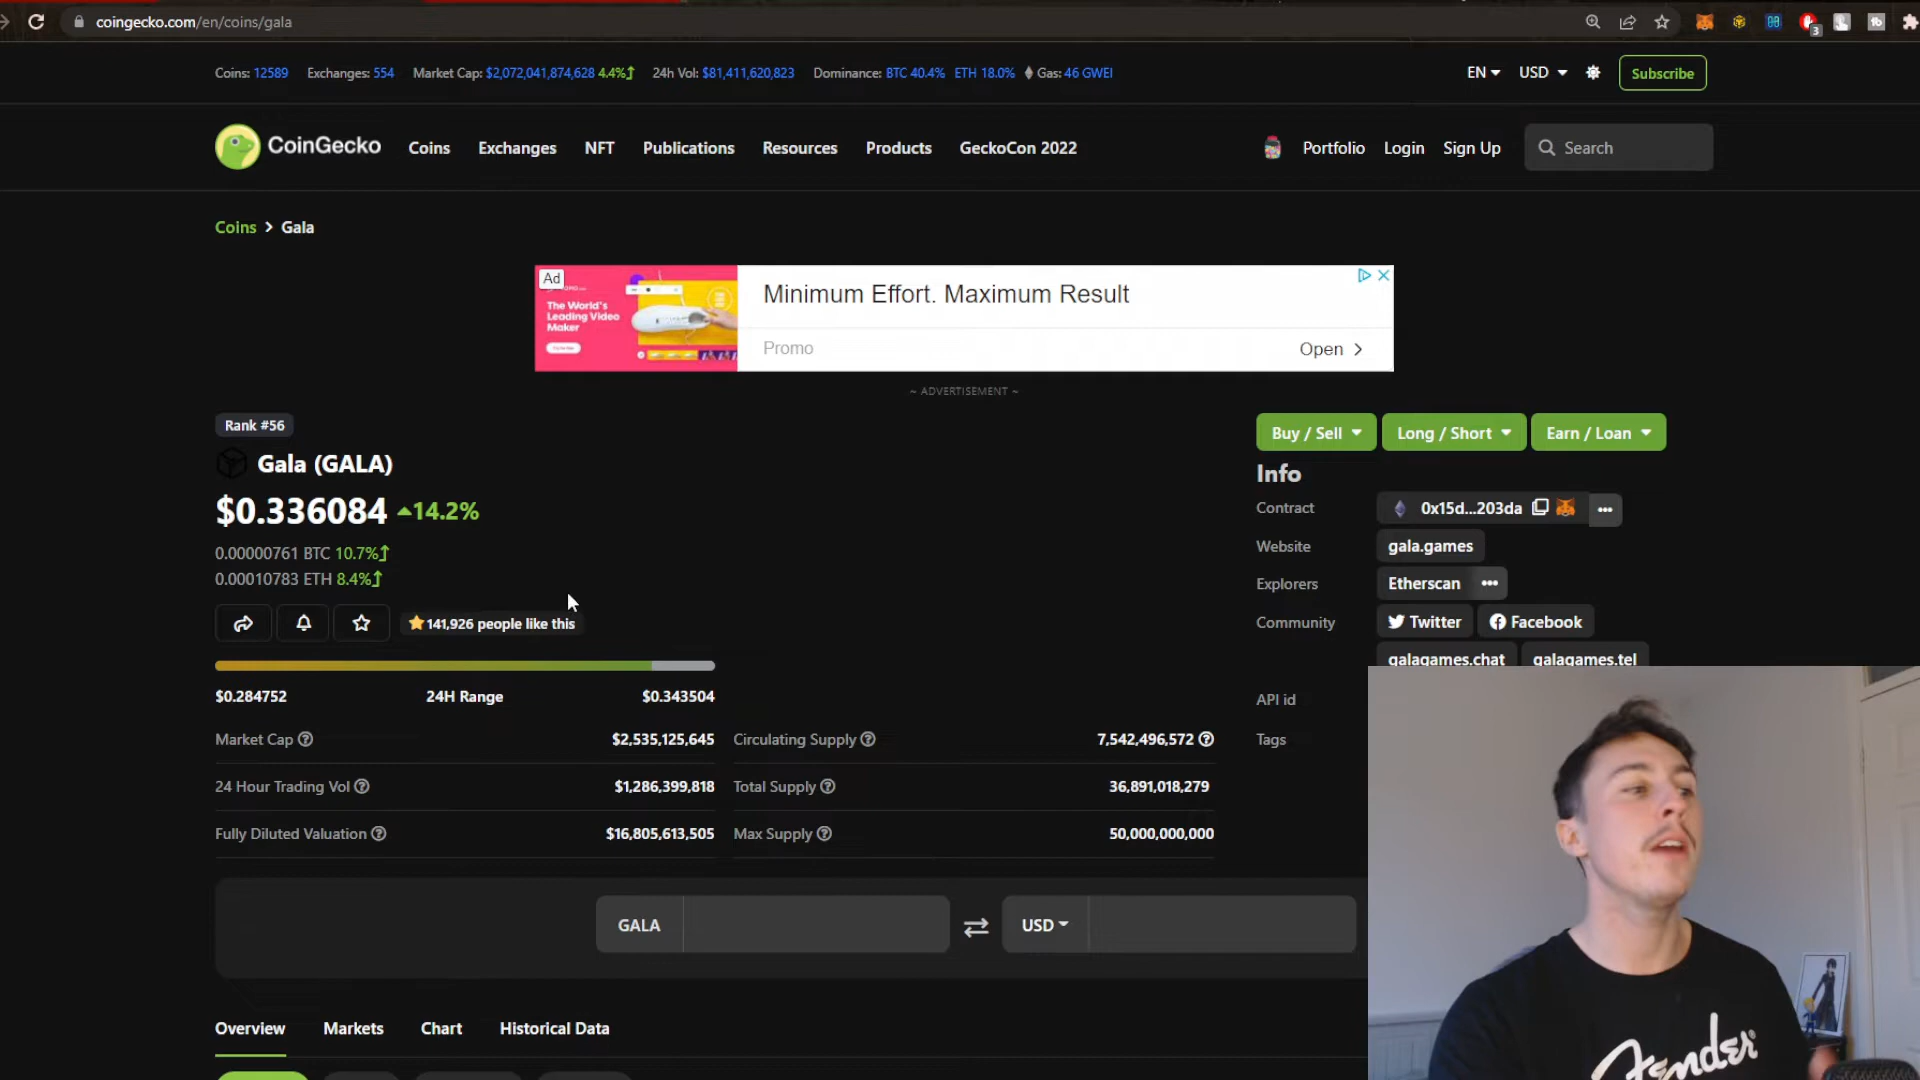 coingecko.com/en/coins/gala
3
Coins: 12589 Exchanges: 554 Market Cap: $2,072,041,874,628 4.4% 24h Vol: $81,411,620,823 Dominance: BTC 40.4% ETH 18.0% Gas: 46 GWEI
EN USD Subscribe
CoinGecko Coins Exchanges NFT Publications Resources Products GeckoCon 2022 Portfolio Login Sign Up Search
Coins > Gala
Ad
The World's
Leading Video
Maker
Minimum Effort. Maximum Result
Promo
Open >
~ ADVERTISEMENT ~
Rank #56
Gala (GALA)
$0.336084 14.2%
0.00000761 BTC 10.7%
0.00010783 ETH 8.4%
141,926 people like this
$0.284752 24H Range $0.343504
Market Cap $2,535,125,645 Circulating Supply 7,542,496,572
24 Hour Trading Vol $1,286,399,818 Total Supply 36,891,018,279
Fully Diluted Valuation $16,805,613,505 Max Supply 50,000,000,000
Buy / Sell Long / Short Earn / Loan
Info
Contract 0x15d...203da
Website gala.games
Explorers Etherscan
Community Twitter Facebook
galagames.chat galagames.tel
API id
Tags
GALA USD
Overview Markets Chart Historical Data
Fender